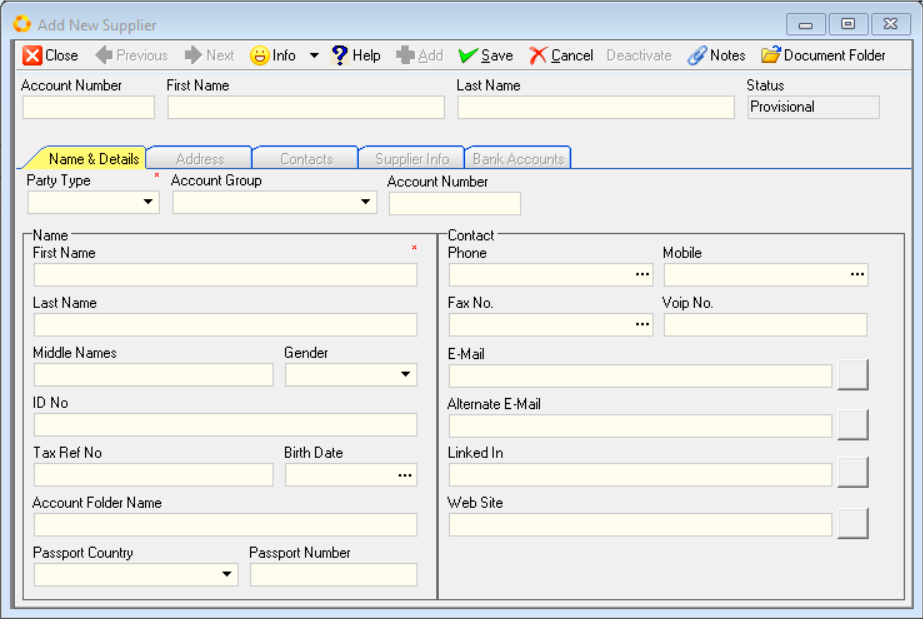 Add New Supplier
Close Previous Next Info Help Add Save Cancel Deactivate Notes Document Folder
Account Number First Name Last Name Status
Provisional
Name & Details Address Contacts Supplier Info Bank Accounts
Party Type * Account Group Account Number
Name Contact
First Name * Phone Mobile
Last Name Fax No. Voip No.
Middle Names Gender E-Mail
ID No Alternate E-Mail
Tax Ref No Birth Date Linked In
Account Folder Name Web Site
Passport Country Passport Number